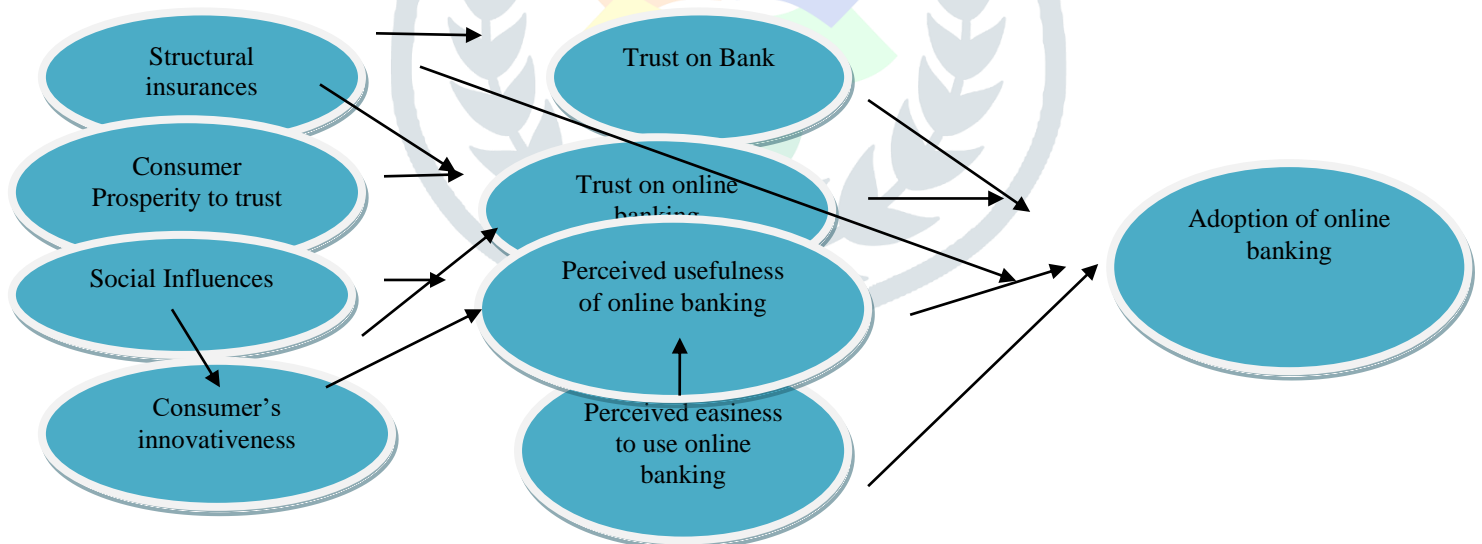 Structural
insurances
Trust on Bank
Consumer
Prosperity to trust
Trust on online
banking
Adoption of online
banking
Social Influences
Perceived usefulness
of online banking
Consumer's
innovativeness
Perceived easiness
to use online
banking